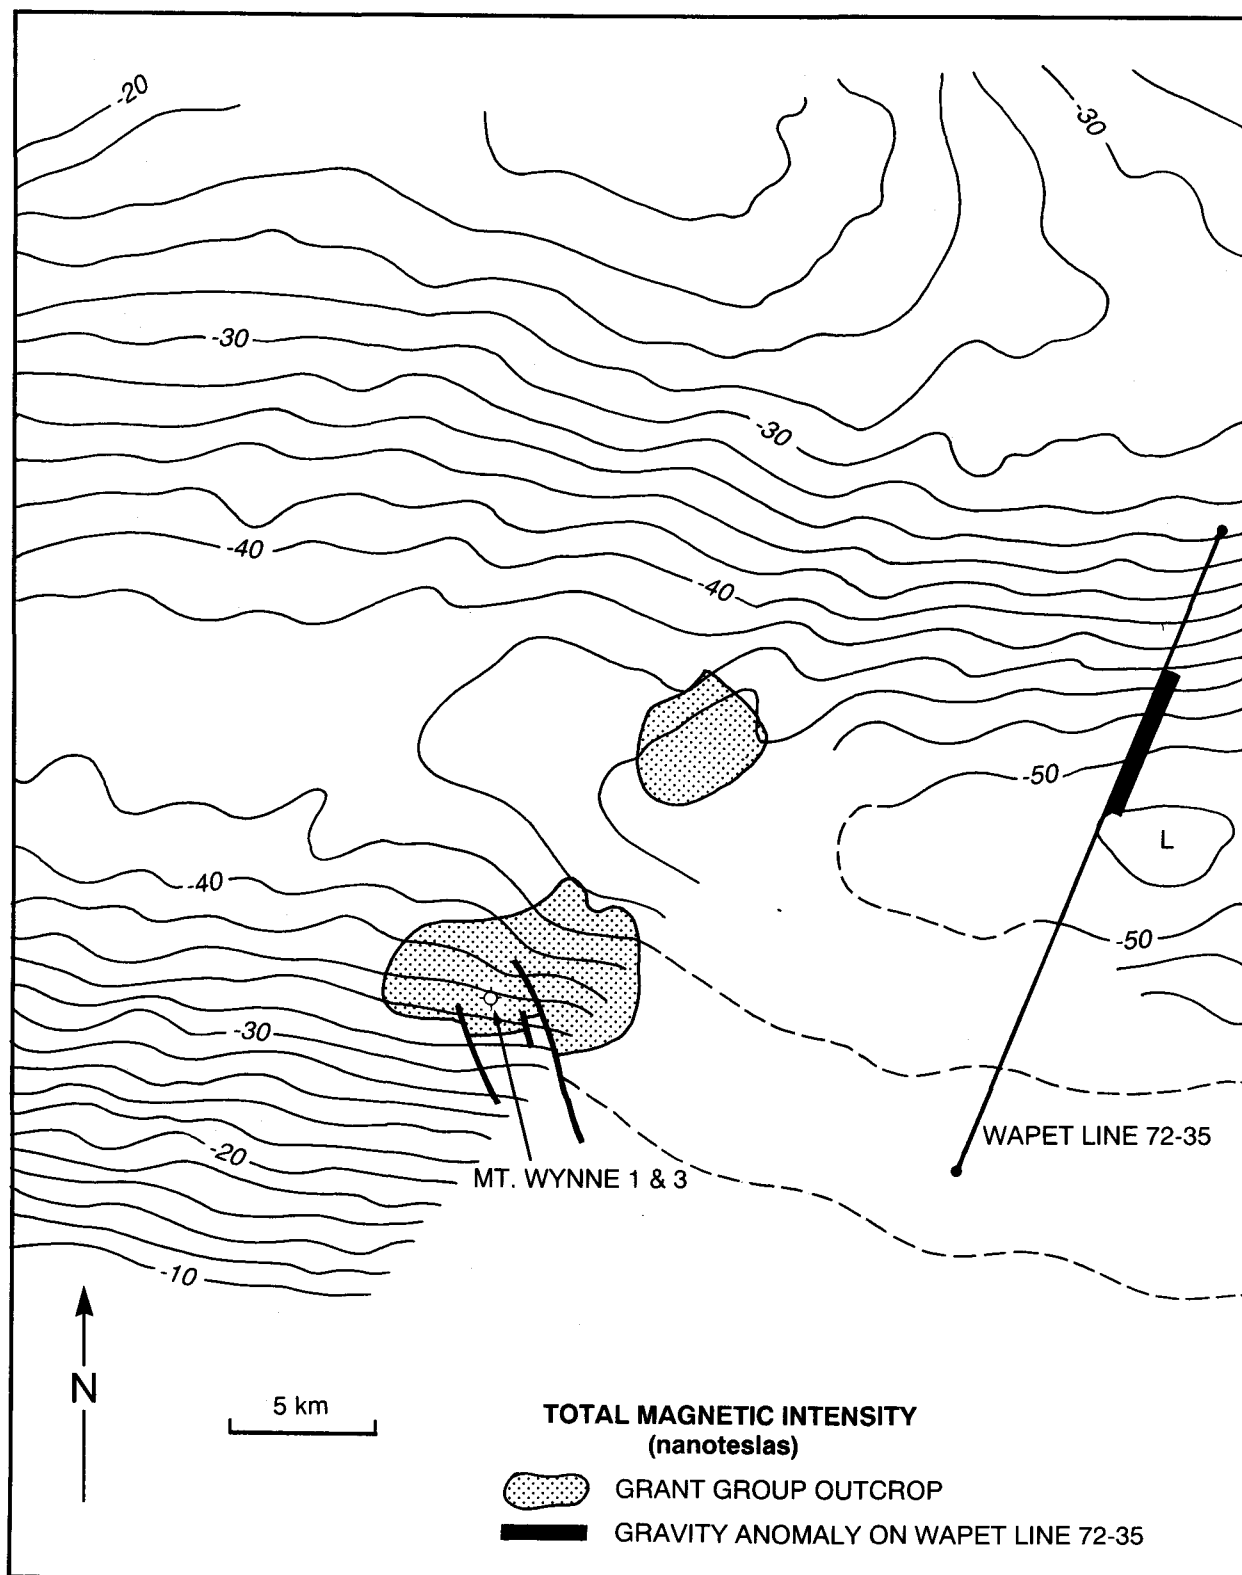 -20
-30
-30
-30
-40
-40
-50
L
-40
-50
-30
WAPET LINE 72-35
-20
MT. WYNNE 1 & 3
-10
N
5 km
TOTAL MAGNETIC INTENSITY
(nanoteslas)
GRANT GROUP OUTCROP
GRAVITY ANOMALY ON WAPET LINE 72-35